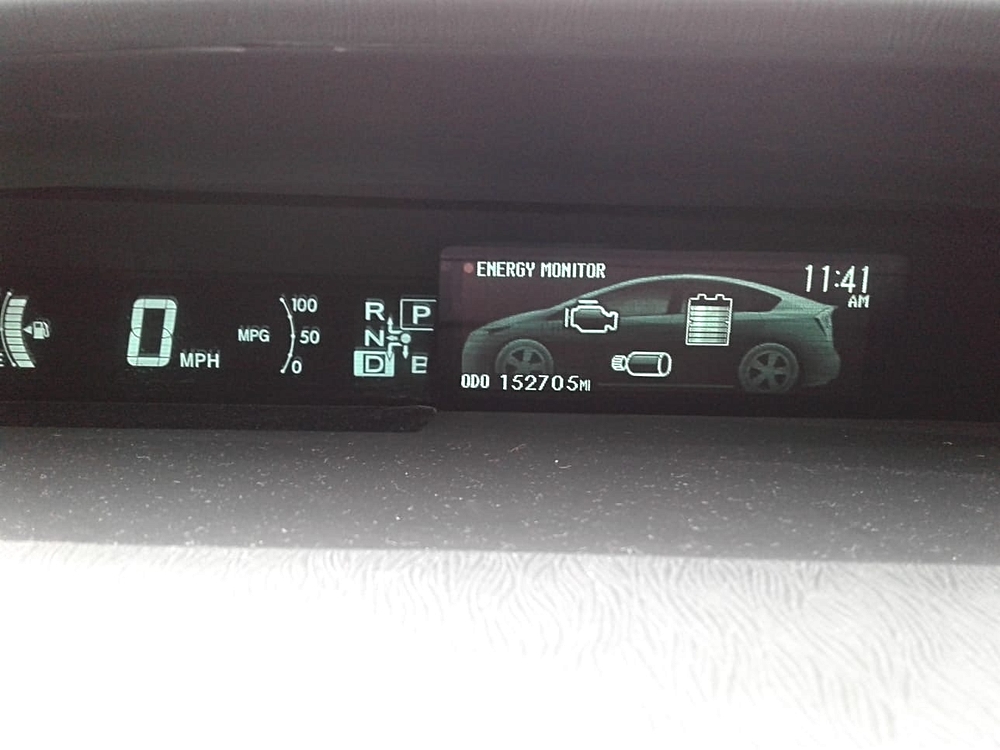 E
0 MPH
MPG
100
50
0
R P
N
D B
ENERGY MONITOR
11:41
AM
ODO 152705MI